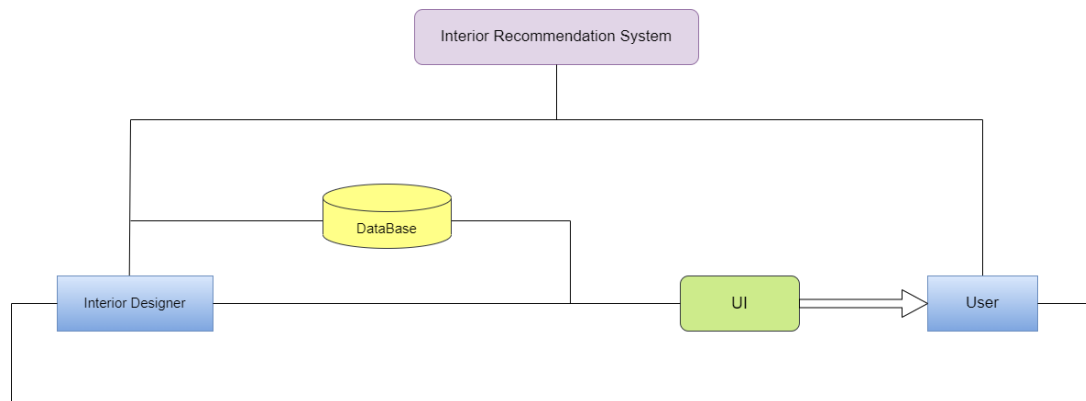 Interior Recommendation System
DataBase
Interior Designer
UI
User